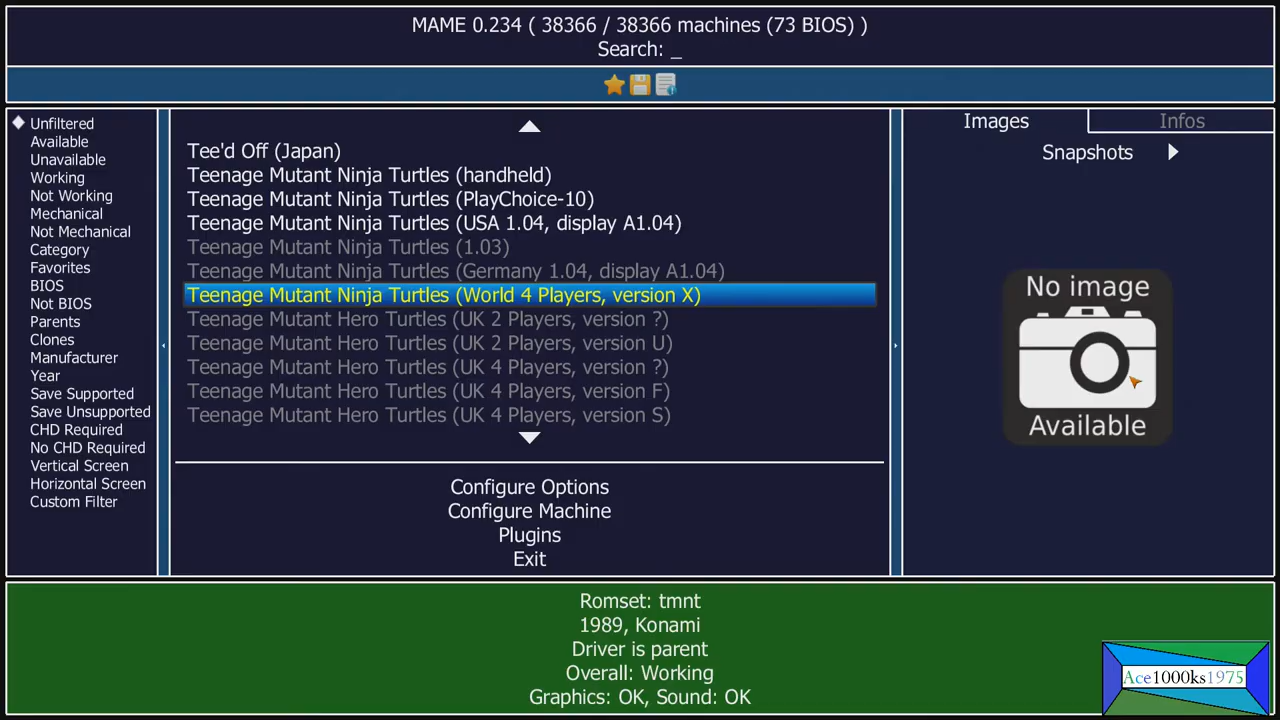 MAME 0.234 ( 38366 / 38366 machines (73 BIOS) )
Search: _
Unfiltered
Available
Unavailable
Working
Not Working
Mechanical
Not Mechanical
Category
Favorites
BIOS
Not BIOS
Parents
Clones
Manufacturer
Year
Save Supported
Save Unsupported
CHD Required
No CHD Required
Vertical Screen
Horizontal Screen
Custom Filter
Tee'd Off (Japan)
Teenage Mutant Ninja Turtles (handheld)
Teenage Mutant Ninja Turtles (PlayChoice-10)
Teenage Mutant Ninja Turtles (USA 1.04, display A1.04)
Teenage Mutant Ninja Turtles (1.03)
Teenage Mutant Ninja Turtles (Germany 1.04, display A1.04)
Teenage Mutant Ninja Turtles (World 4 Players, version X)
Teenage Mutant Hero Turtles (UK 2 Players, version ?)
Teenage Mutant Hero Turtles (UK 2 Players, version U)
Teenage Mutant Hero Turtles (UK 4 Players, version ?)
Teenage Mutant Hero Turtles (UK 4 Players, version F)
Teenage Mutant Hero Turtles (UK 4 Players, version S)
Configure Options
Configure Machine
Plugins
Exit
Images
Infos
Snapshots
No image
Available
Romset: tmnt
1989, Konami
Driver is parent
Overall: Working
Graphics: OK, Sound: OK
Ace1000ks1975